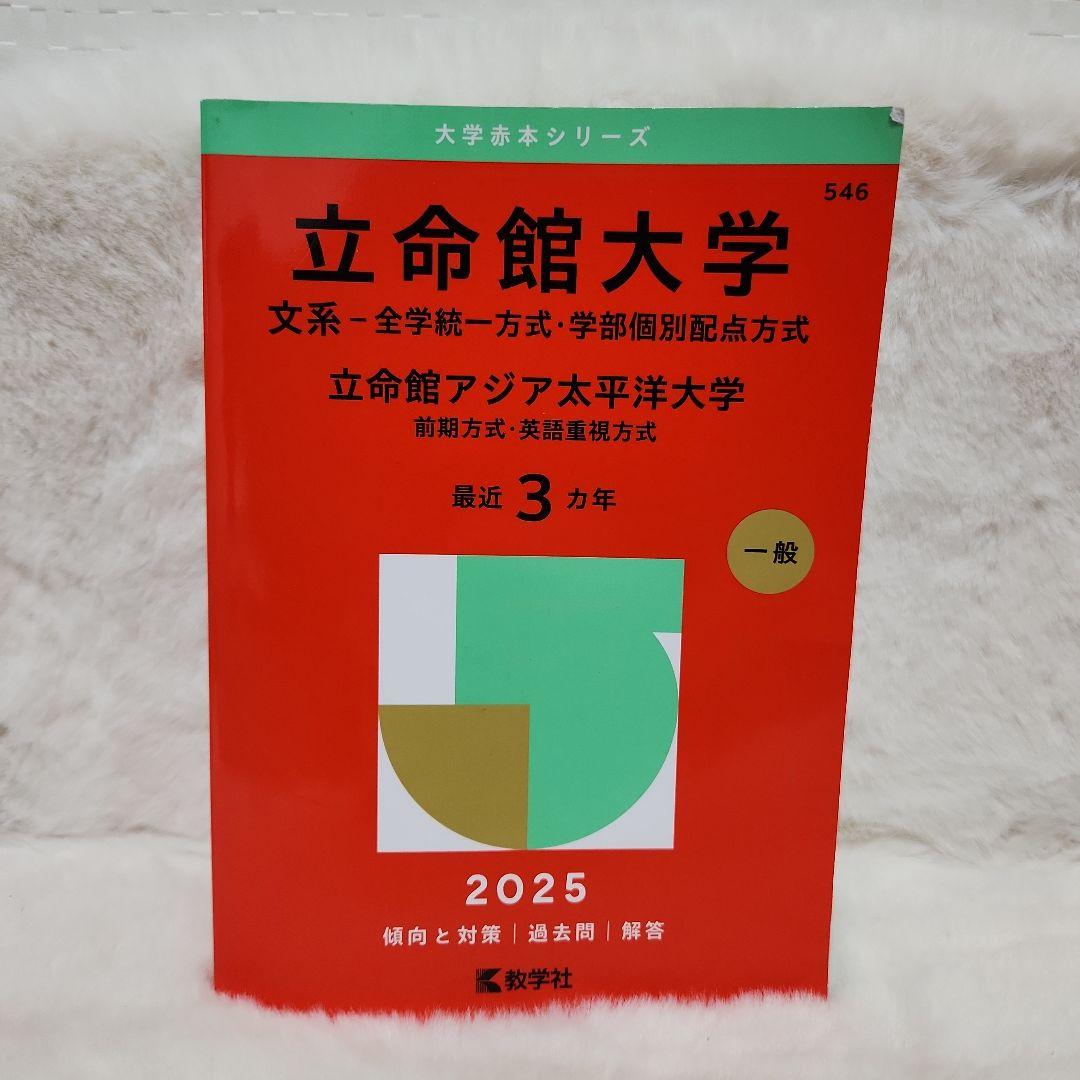 大学赤本シリーズ
546
立命館大学
文系−全学統一方式・学部個別配点方式
立命館アジア太平洋大学
前期方式・英語重視方式
最近3カ年
一般
2025
傾向と対策|過去問|解答
教学社